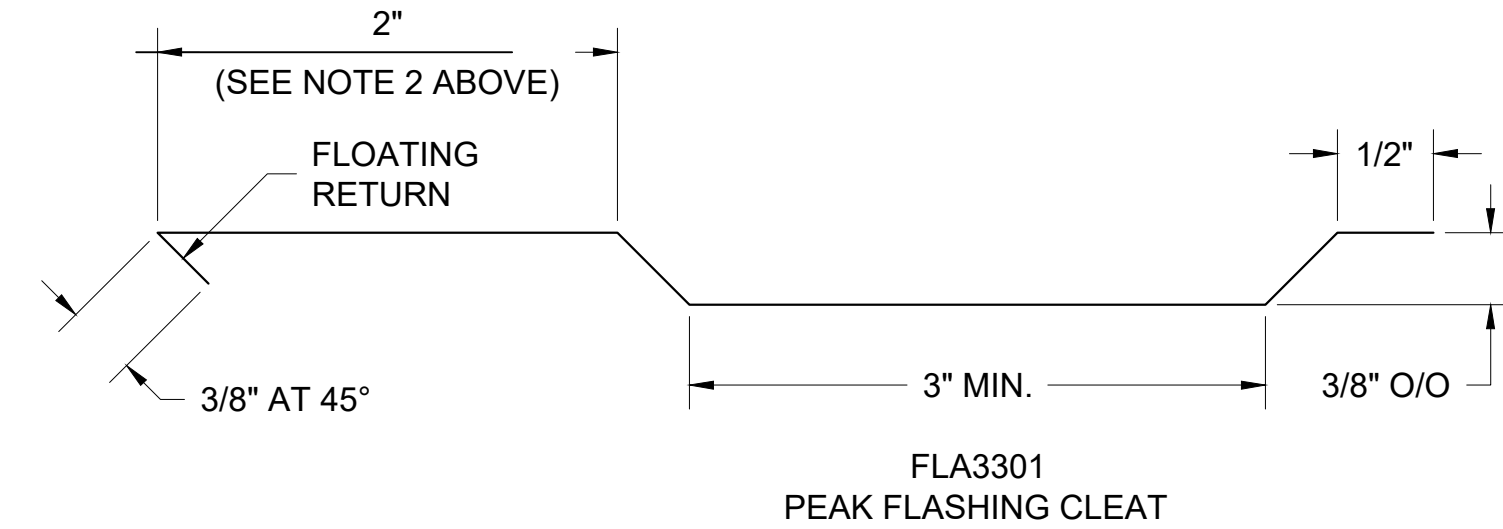 2"
(SEE NOTE 2 ABOVE)
FLOATING
RETURN
1/2"
3/8" AT 45°
3" MIN.
3/8" O/O
FLA3301
PEAK FLASHING CLEAT